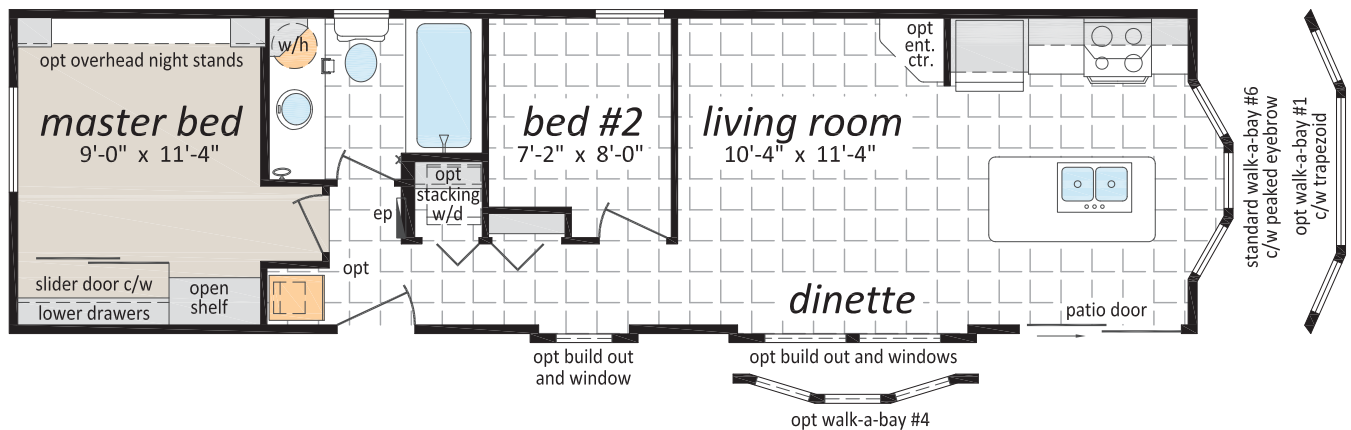 opt overhead night stands
master bed
9'-0" x 11'-4"
slider door c/w
lower drawers
open
shelf
w/h
ep
opt
opt
stacking
w/d
bed #2
7'-2" x 8'-0"
living room
10'-4" x 11'-4"
opt
ent.
ctr.
dinette
patio door
opt build out
and window
opt build out and windows
opt walk-a-bay #4
standard walk-a-bay #6
c/w peaked eyebrow
opt walk-a-bay #1
c/w trapezoid